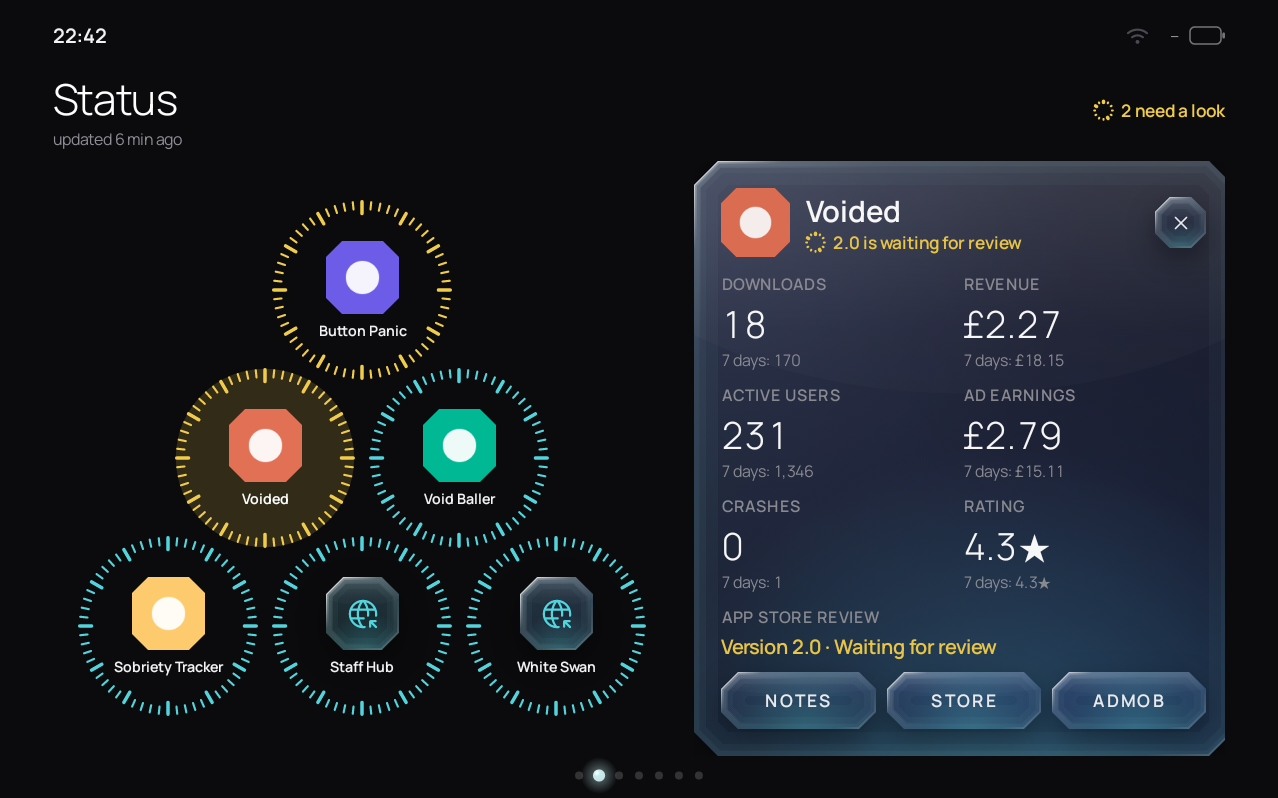 22:42
–
Status
updated 6 min ago
2 need a look
Button Panic
Voided
Void Baller
Sobriety Tracker
Staff Hub
White Swan
Voided
2.0 is waiting for review
DOWNLOADS
18
7 days: 170
REVENUE
£2.27
7 days: £18.15
ACTIVE USERS
231
7 days: 1,346
AD EARNINGS
£2.79
7 days: £15.11
CRASHES
0
7 days: 1
RATING
4.3★
7 days: 4.3★
APP STORE REVIEW
Version 2.0 · Waiting for review
NOTES
STORE
ADMOB